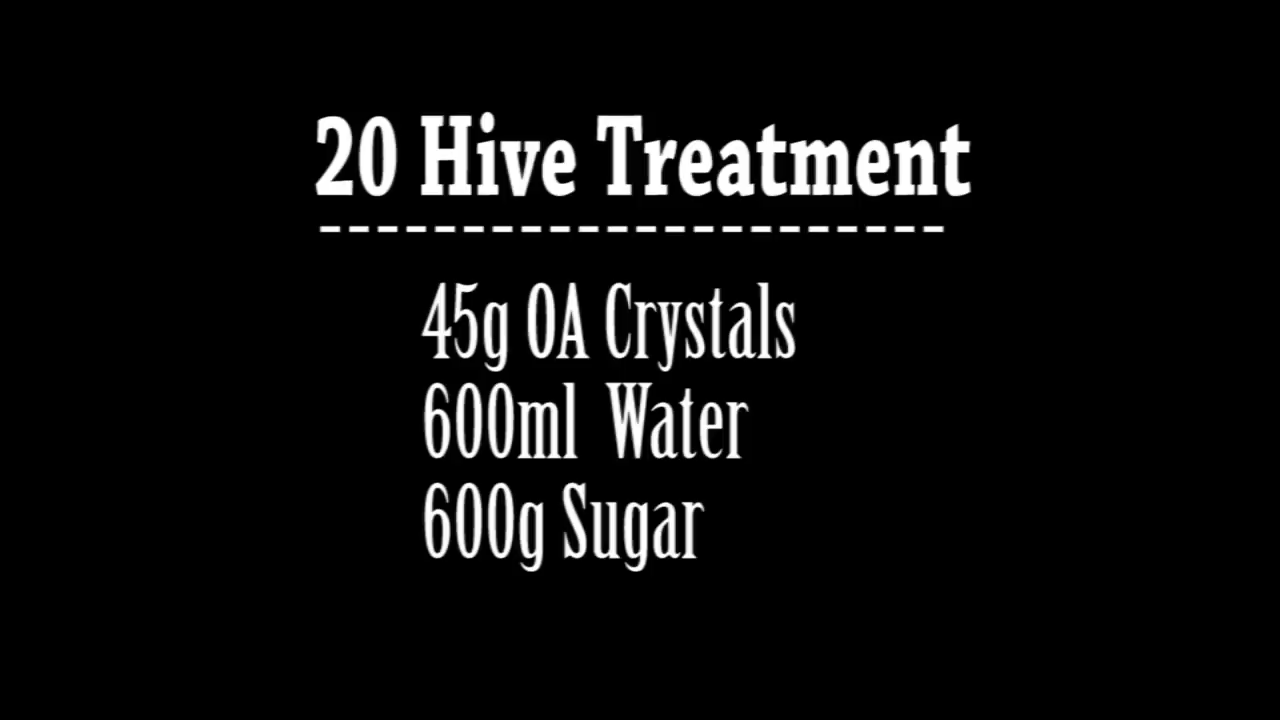 20 Hive Treatment
----------------------
45g OA Crystals
600ml Water
600g Sugar